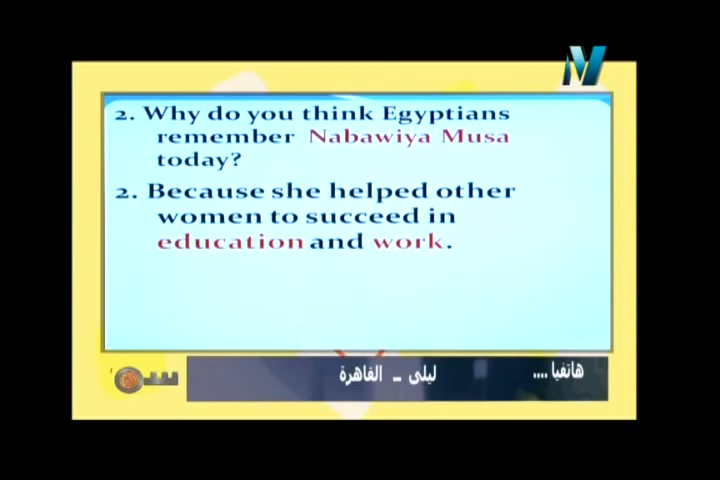 2. Why do you think Egyptians
remember Nabawiya Musa
today?
2. Because she helped other
women to succeed in
education and work.
هاتفيا .... ليلى - القاهرة